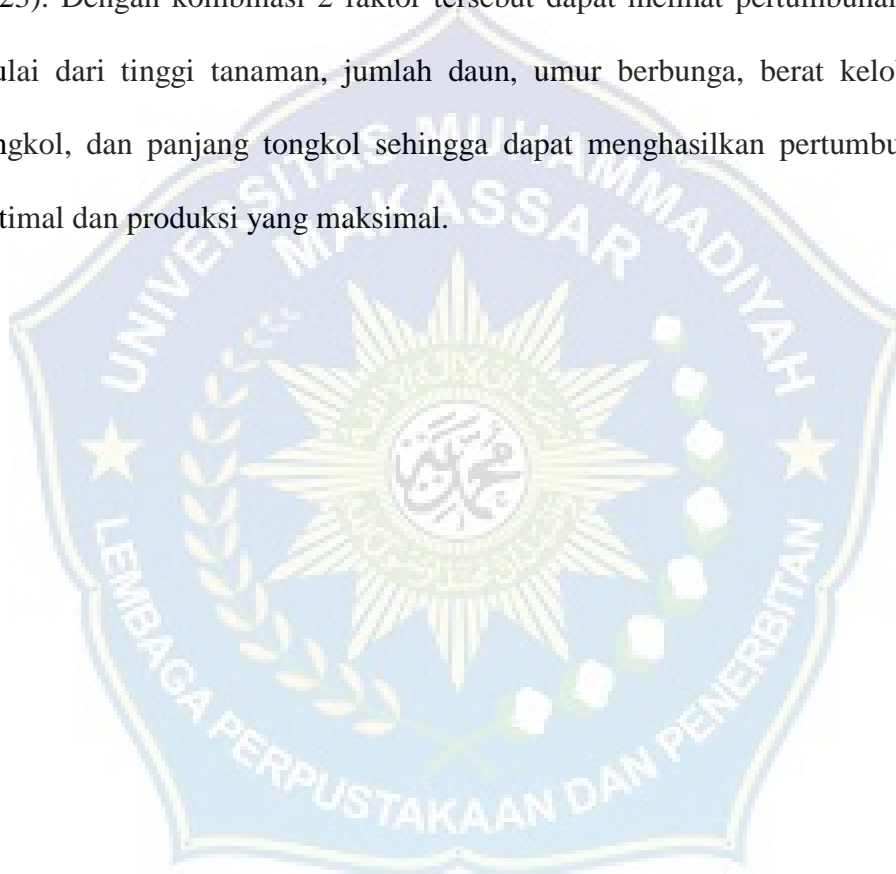 23). Dengan kombinasi 2 faktor tersebut dapat melihat pertumbuhan
ulai dari tinggi tanaman, jumlah daun, umur berbunga, berat kelo
ngkol, dan panjang tongkol sehingga dapat menghasilkan pertumbu
timal dan produksi yang maksimal.
UNIVERSITAS MUHAMMADIYAH
MAKASSAR
LEMBAGA PERPUSTAKAAN DAN PENERBITAN